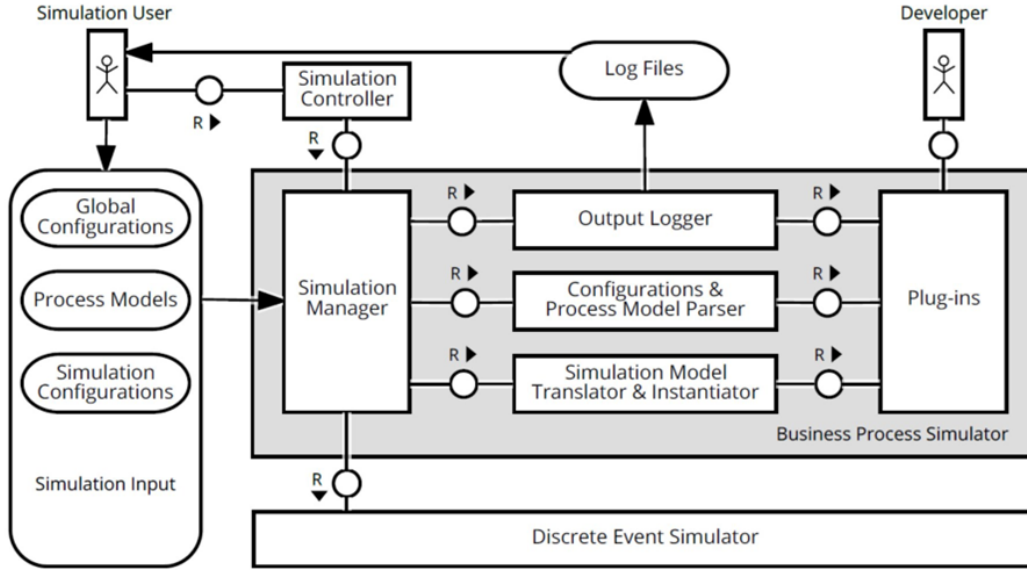 Simulation User
Developer
Log Files
Simulation
Controller
R
R
Global
Configurations
Process Models
Simulation
Configurations
Simulation Input
Simulation
Manager
R
Output Logger
R
R
Configurations &
Process Model Parser
R
R
Simulation Model
Translator & Instantiator
R
Plug-ins
Business Process Simulator
R
Discrete Event Simulator